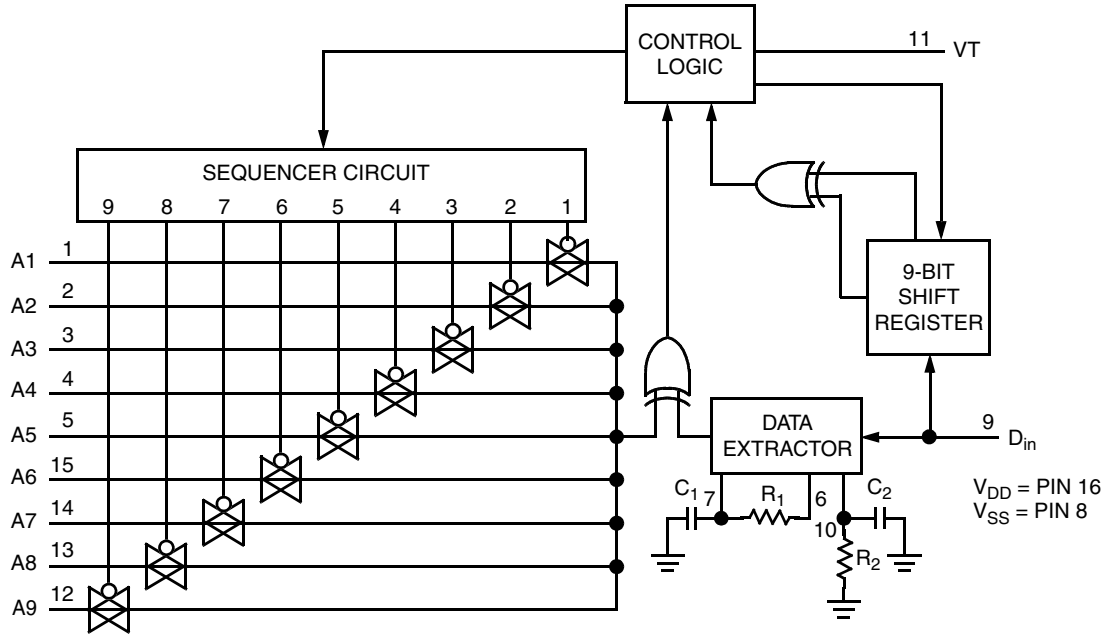 CONTROL
LOGIC
11 VT
SEQUENCER CIRCUIT
9 8 7 6 5 4 3 2 1
A1 1
A2 2
A3 3
A4 4
A5 5
A6 15
A7 14
A8 13
A9 12
9-BIT
SHIFT
REGISTER
DATA
EXTRACTOR
9 Din
C1 7 R1 6 C2
10
R2
VDD = PIN 16
VSS = PIN 8